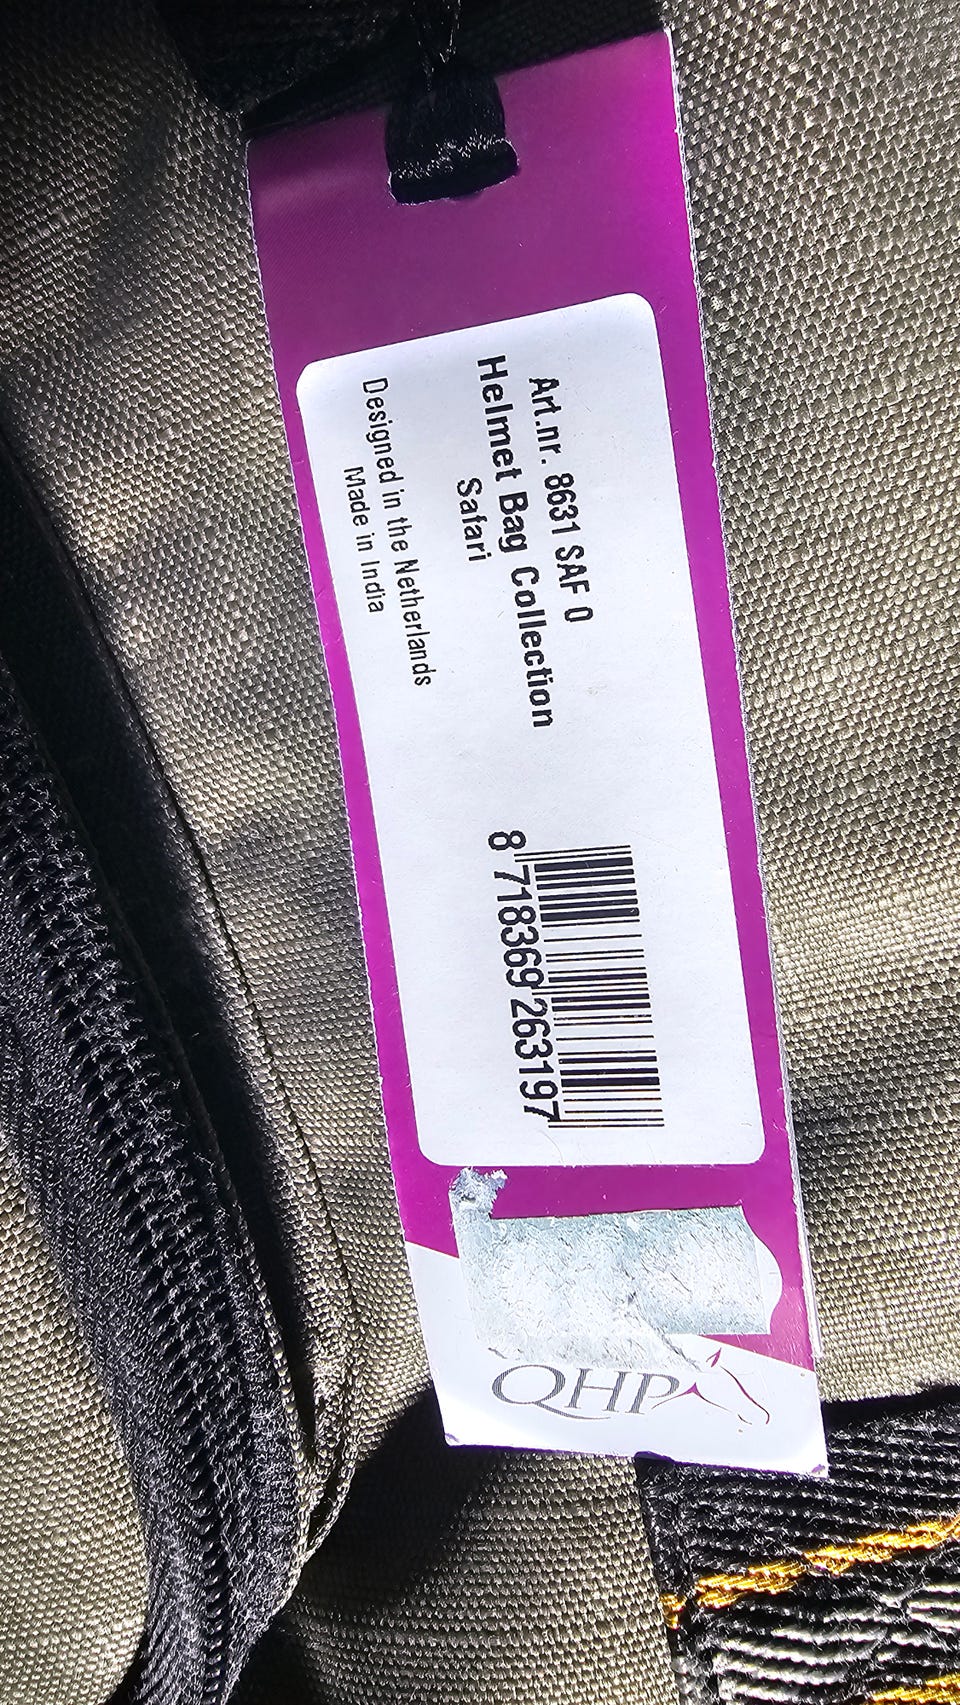 Art.nr. 8631 SAF 0
Helmet Bag Collection
Safari
Designed in the Netherlands
Made in India
8 718369 263197
QHP